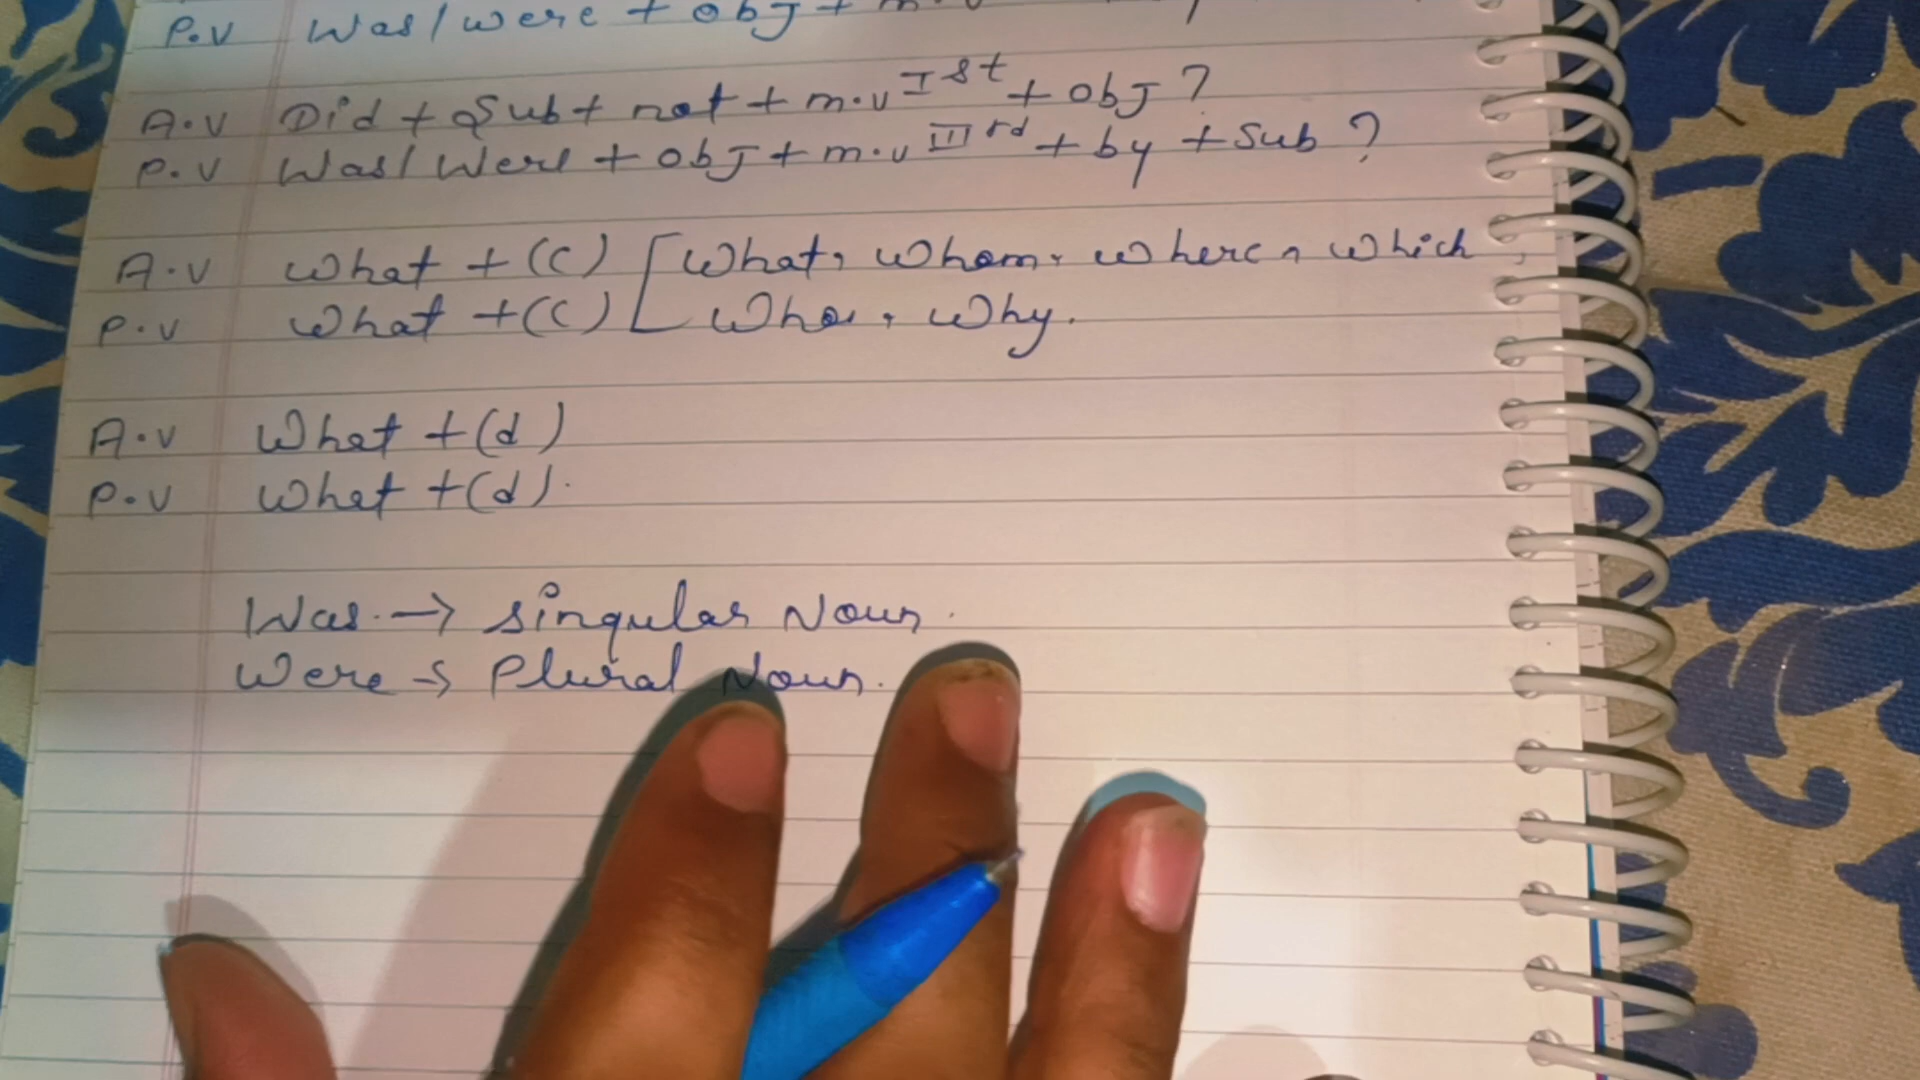 P.V Was/were + obj +
A.V Did + Sub + not + m.v Ist + obj ?
P.V Was/Were + obj + m.v IIIrd + by + Sub ?
A.V What + (c) [ What, Whom, where, which,
P.V What + (c) [ Who, Why.
A.V What + (d)
P.V What + (d).
Was → singular Noun.
Were → Plural Noun.